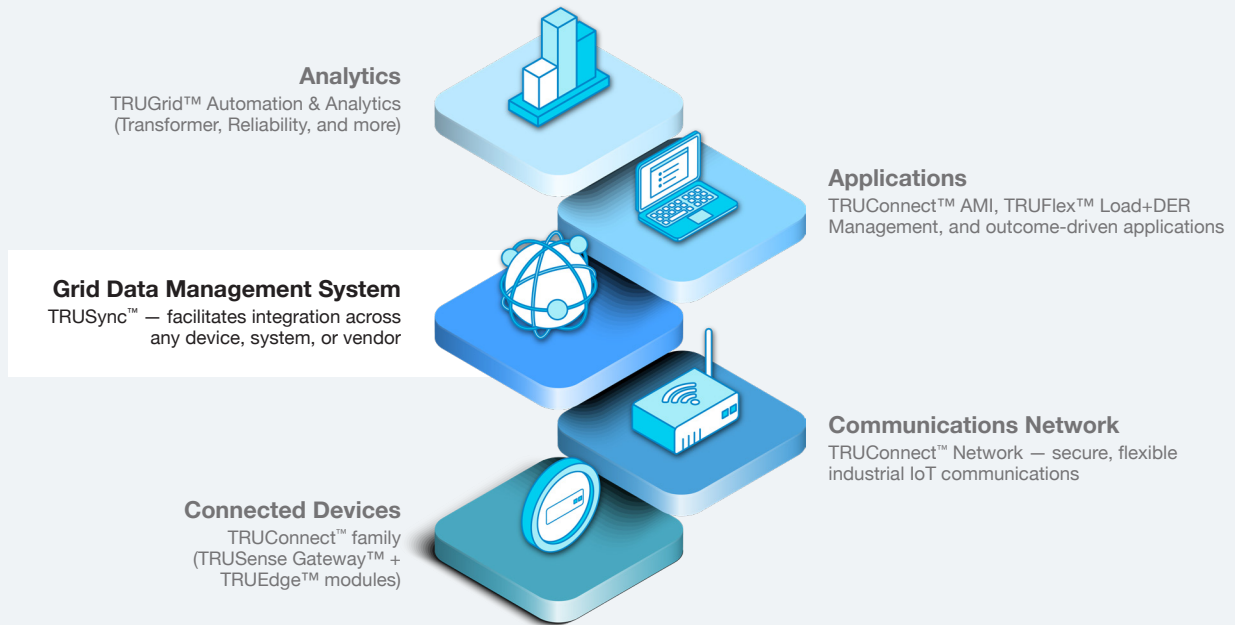 Analytics
TRUGrid™ Automation & Analytics
(Transformer, Reliability, and more)
Applications
TRUConnect™ AMI, TRUFlex™ Load+DER
Management, and outcome-driven applications
Grid Data Management System
TRUSync™ — facilitates integration across
any device, system, or vendor
Communications Network
TRUConnect™ Network — secure, flexible
industrial IoT communications
Connected Devices
TRUConnect™ family
(TRUSense Gateway™ +
TRUEdge™ modules)